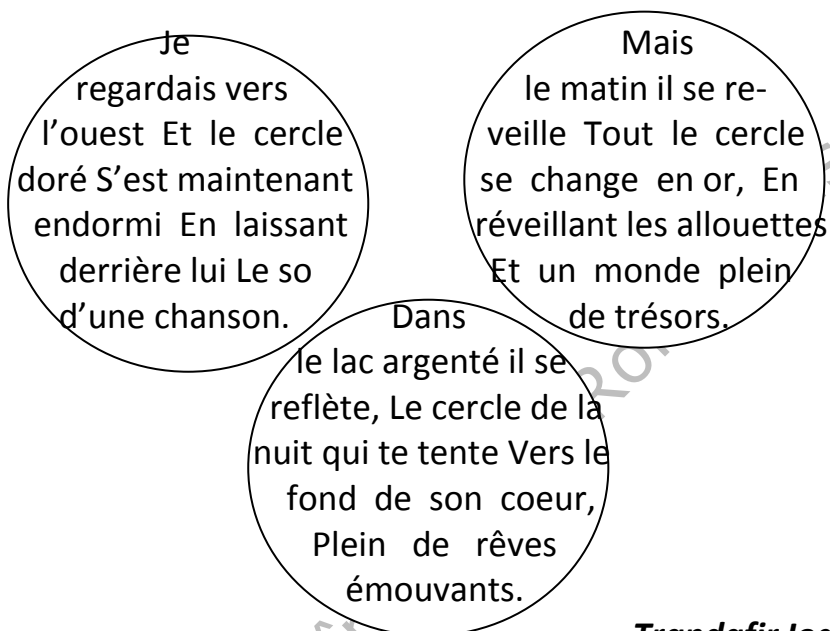 Je
regardais vers
l’ouest Et le cercle
doré S’est maintenant
endormi En laissant
derrière lui Le so
d’une chanson.
Mais
le matin il se re-
veille Tout le cercle
se change en or, En
réveillant les allouettes
Et un monde plein
de trésors.
Dans
le lac argenté il se
reflète, Le cercle de la
nuit qui te tente Vers le
fond de son coeur,
Plein de rêves
émouvants.
Trandafir